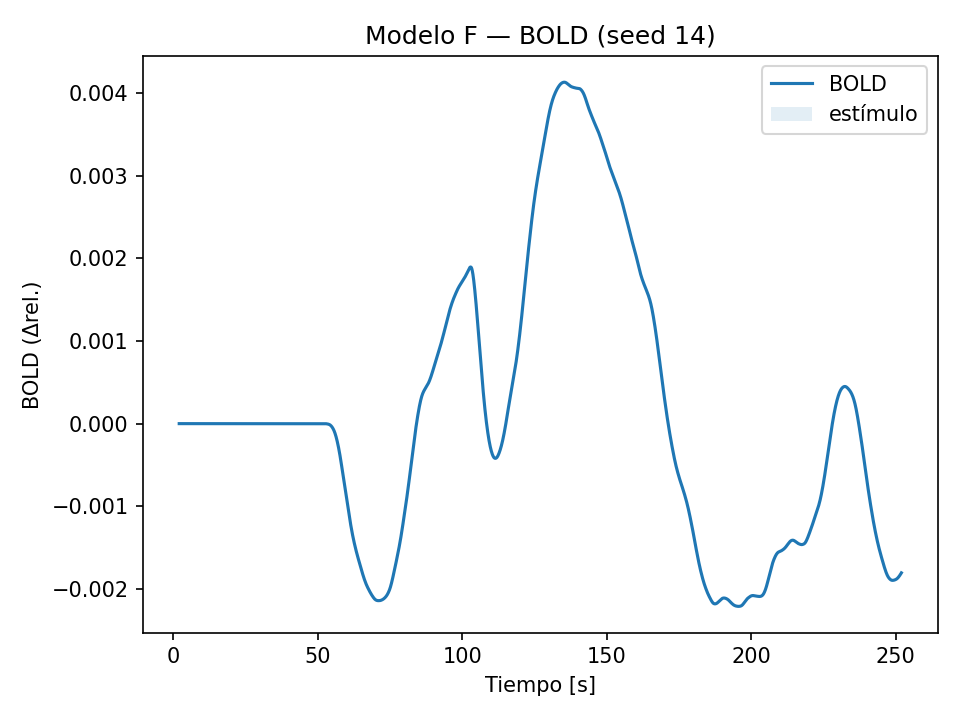 Modelo F — BOLD (seed 14)
BOLD
estímulo
0.004
0.003
0.002
0.001
0.000
−0.001
−0.002
BOLD (Δrel.)
0 50 100 150 200 250
Tiempo [s]